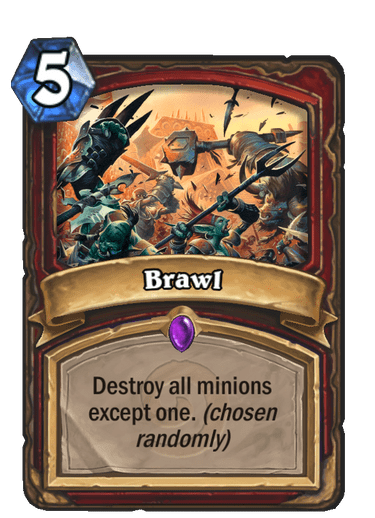 5
Brawl
Destroy all minions
except one. (chosen
randomly)